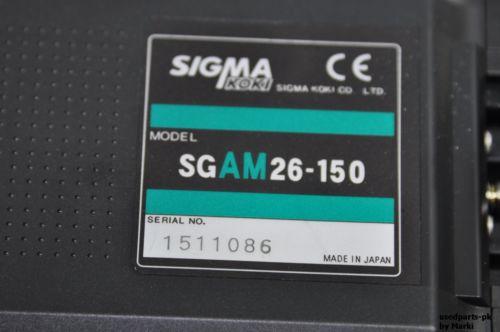 SIGMA
KOKI
CE
SIGMA KOKI CO. LTD.
MODEL
SGAM26-150
SERIAL NO.
1511086
MADE IN JAPAN
usedparts-pk
by Marki